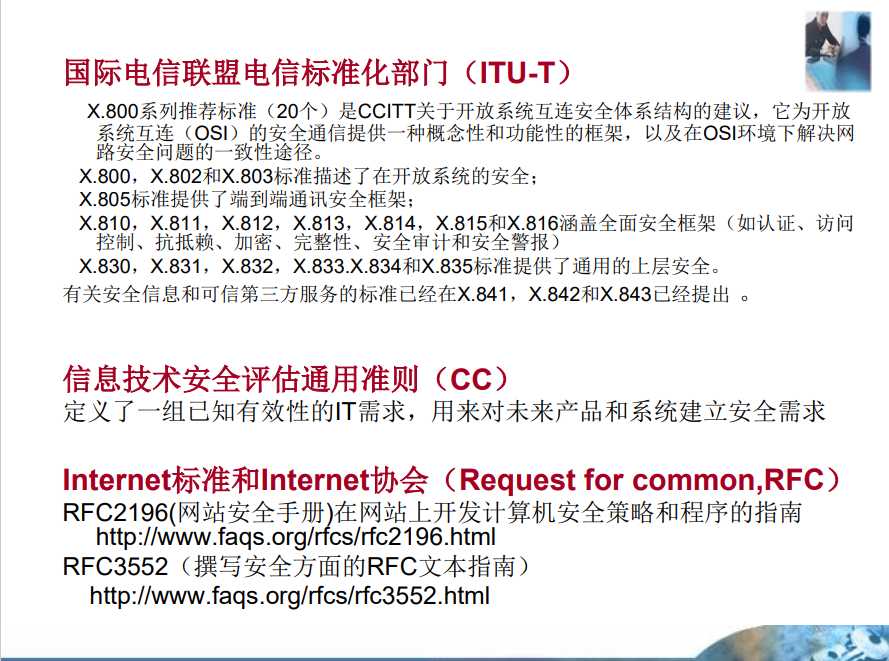 国际电信联盟电信标准化部门（ITU-T）
X.800系列推荐标准（20个）是CCITT关于开放系统互连安全体系结构的建议，它为开放
系统互连（OSI）的安全通信提供一种概念性和功能性的框架，以及在OSI环境下解决网
路安全问题的一致性途径。
X.800，X.802和X.803标准描述了在开放系统的安全；
X.805标准提供了端到端通讯安全框架；
X.810，X.811，X.812，X.813，X.814，X.815和X.816涵盖全面安全框架（如认证、访问
控制、抗抵赖、加密、完整性、安全审计和安全警报）
X.830，X.831，X.832，X.833.X.834和X.835标准提供了通用的上层安全。
有关安全信息和可信第三方服务的标准已经在X.841，X.842和X.843已经提出 。
信息技术安全评估通用准则（CC）
定义了一组已知有效性的IT需求，用来对未来产品和系统建立安全需求
Internet标准和Internet协会（Request for common,RFC）
RFC2196(网站安全手册)在网站上开发计算机安全策略和程序的指南
http://www.faqs.org/rfcs/rfc2196.html
RFC3552（撰写安全方面的RFC文本指南）
http://www.faqs.org/rfcs/rfc3552.html